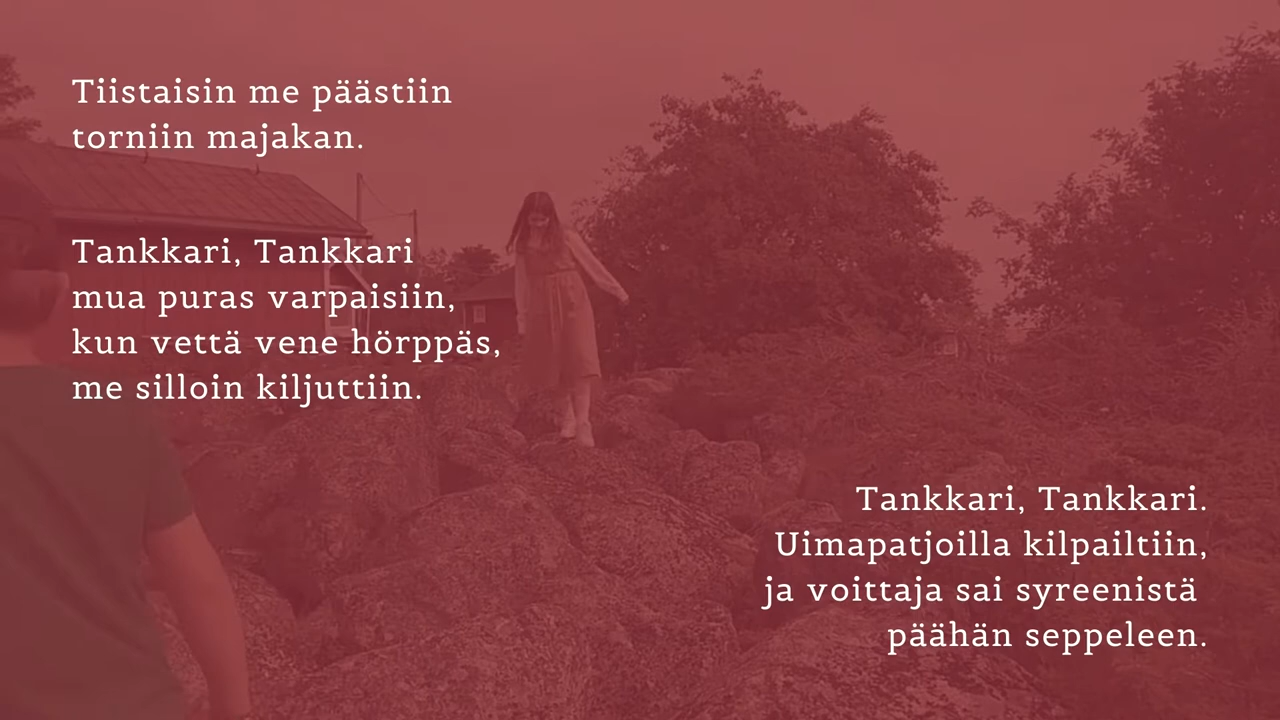 Tiistaisin me päästiin
torniin majakan.
Tankkari, Tankkari
mua puras varpaisiin,
kun vettä vene hörppäs,
me silloin kiljuttiin.
Tankkari, Tankkari.
Uimapatjoilla kilpailtiin,
ja voittaja sai syreenistä
päähän seppeleen.